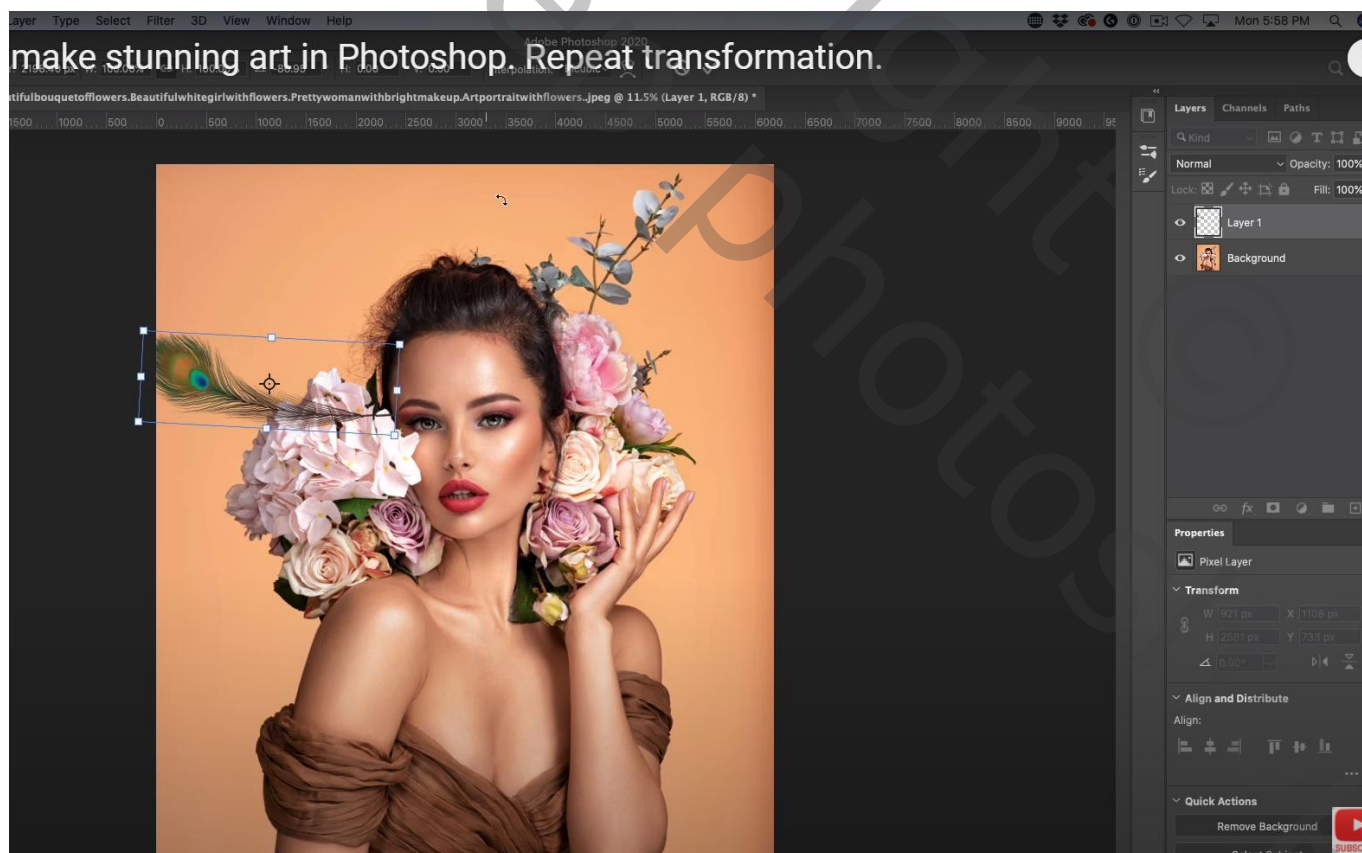 Layer Type Select Filter 3D View Window Help Mon 5:58 PM
Adobe Photoshop 2020
make stunning art in Photoshop. Repeat transformation.
tifulbouquetofflowers.Beautifulwhitegirlwithflowers.Prettywomanwithbrightmakeup.Artportraitwithflowers..jpeg @ 11.5% (Layer 1, RGB/8) *
1500 1000 500 0 500 1000 1500 2000 2500 3000 3500 4000 4500 5000 5500 6000 6500 7000 7500 8000 8500 9000 95
Layers Channels Paths
Kind
Normal Opacity: 100%
Lock: Fill: 100%
Layer 1
Background
fx
Properties
Pixel Layer
Transform
W 921 px X 1108 px
H 2581 px Y 733 px
0.00°
Align and Distribute
Align:
Quick Actions
Remove Background
photos